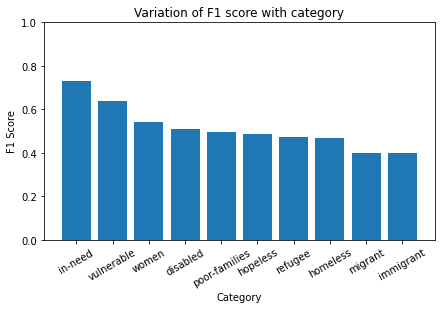 Variation of F1 score with category
F1 Score
1.0
0.8
0.6
0.4
0.2
0.0
in-need
vulnerable
women
disabled
poor-families
hopeless
refugee
homeless
migrant
immigrant
Category